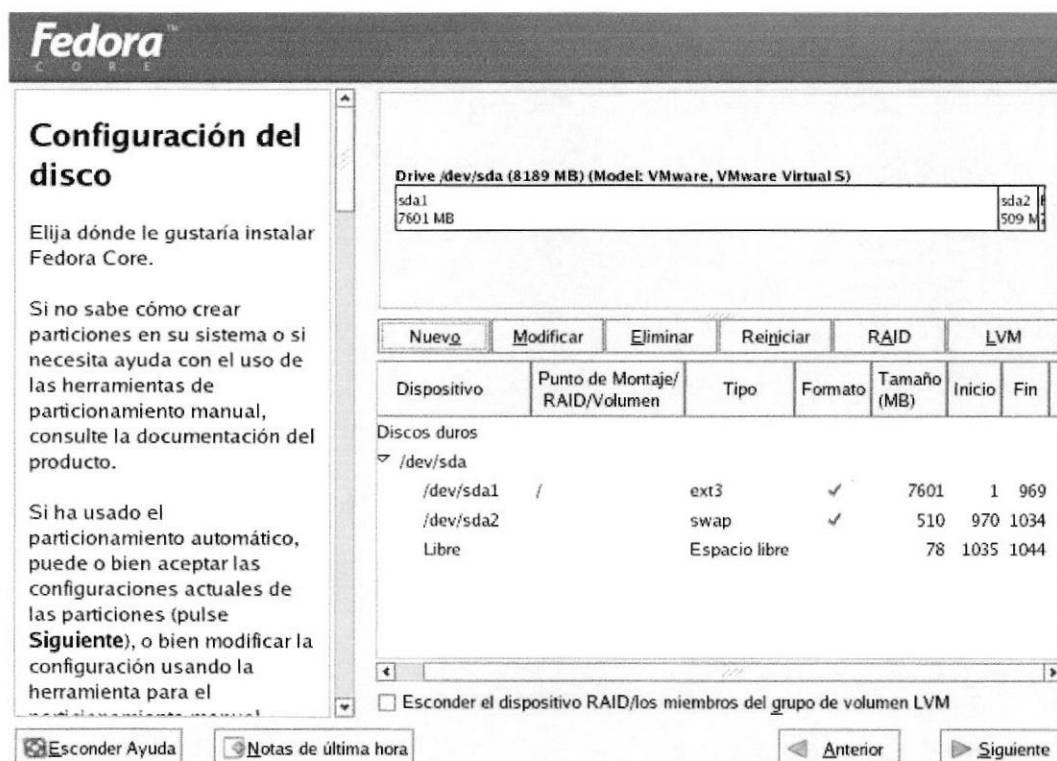 Fedora™
CORE
Configuración del
disco
Elija dónde le gustaría instalar
Fedora Core.
Si no sabe cómo crear
particiones en su sistema o si
necesita ayuda con el uso de
las herramientas de
particionamiento manual,
consulte la documentación del
producto.
Si ha usado el
particionamiento automático,
puede o bien aceptar las
configuraciones actuales de
las particiones (pulse
Siguiente), o bien modificar la
configuración usando la
herramienta para el
particionamiento manual
Drive /dev/sda (8189 MB) (Model: VMware, VMware Virtual S)
sda1 sda2
7601 MB 509 M
Nuevo Modificar Eliminar Reiniciar RAID LVM
Dispositivo Punto de Montaje/ RAID/Volumen Tipo Formato Tamaño (MB) Inicio Fin
Discos duros
/dev/sda
/dev/sda1 / ext3 ✓ 7601 1 969
/dev/sda2 swap ✓ 510 970 1034
Libre Espacio libre 78 1035 1044
Esconder el dispositivo RAID/los miembros del grupo de volumen LVM
Esconder Ayuda Notas de última hora Anterior Siguiente